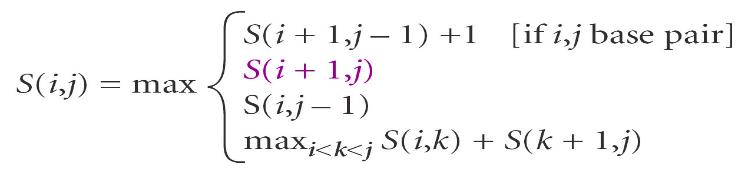 S(i + 1,j − 1) +1 [if i,j base pair]
S(i + 1,j)
S(i,j) = max
S(i,j − 1)
max_{i<k<j} S(i,k) + S(k + 1,j)